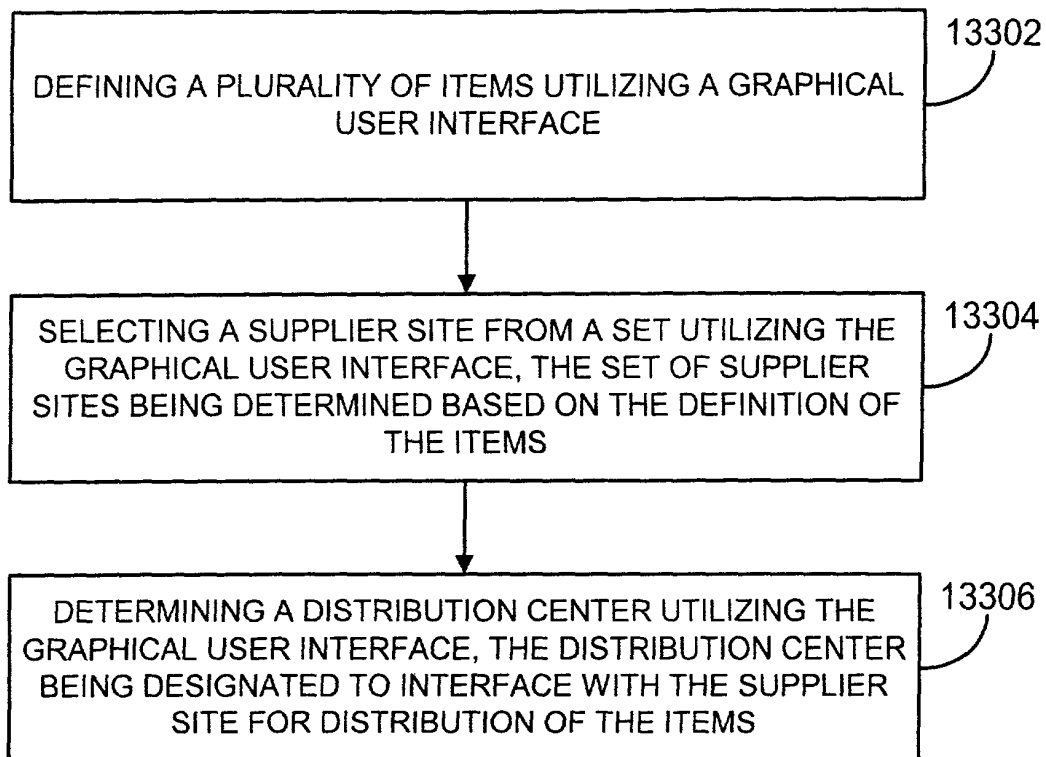 13302
DEFINING A PLURALITY OF ITEMS UTILIZING A GRAPHICAL
USER INTERFACE
13304
SELECTING A SUPPLIER SITE FROM A SET UTILIZING THE
GRAPHICAL USER INTERFACE, THE SET OF SUPPLIER
SITES BEING DETERMINED BASED ON THE DEFINITION OF
THE ITEMS
13306
DETERMINING A DISTRIBUTION CENTER UTILIZING THE
GRAPHICAL USER INTERFACE, THE DISTRIBUTION CENTER
BEING DESIGNATED TO INTERFACE WITH THE SUPPLIER
SITE FOR DISTRIBUTION OF THE ITEMS